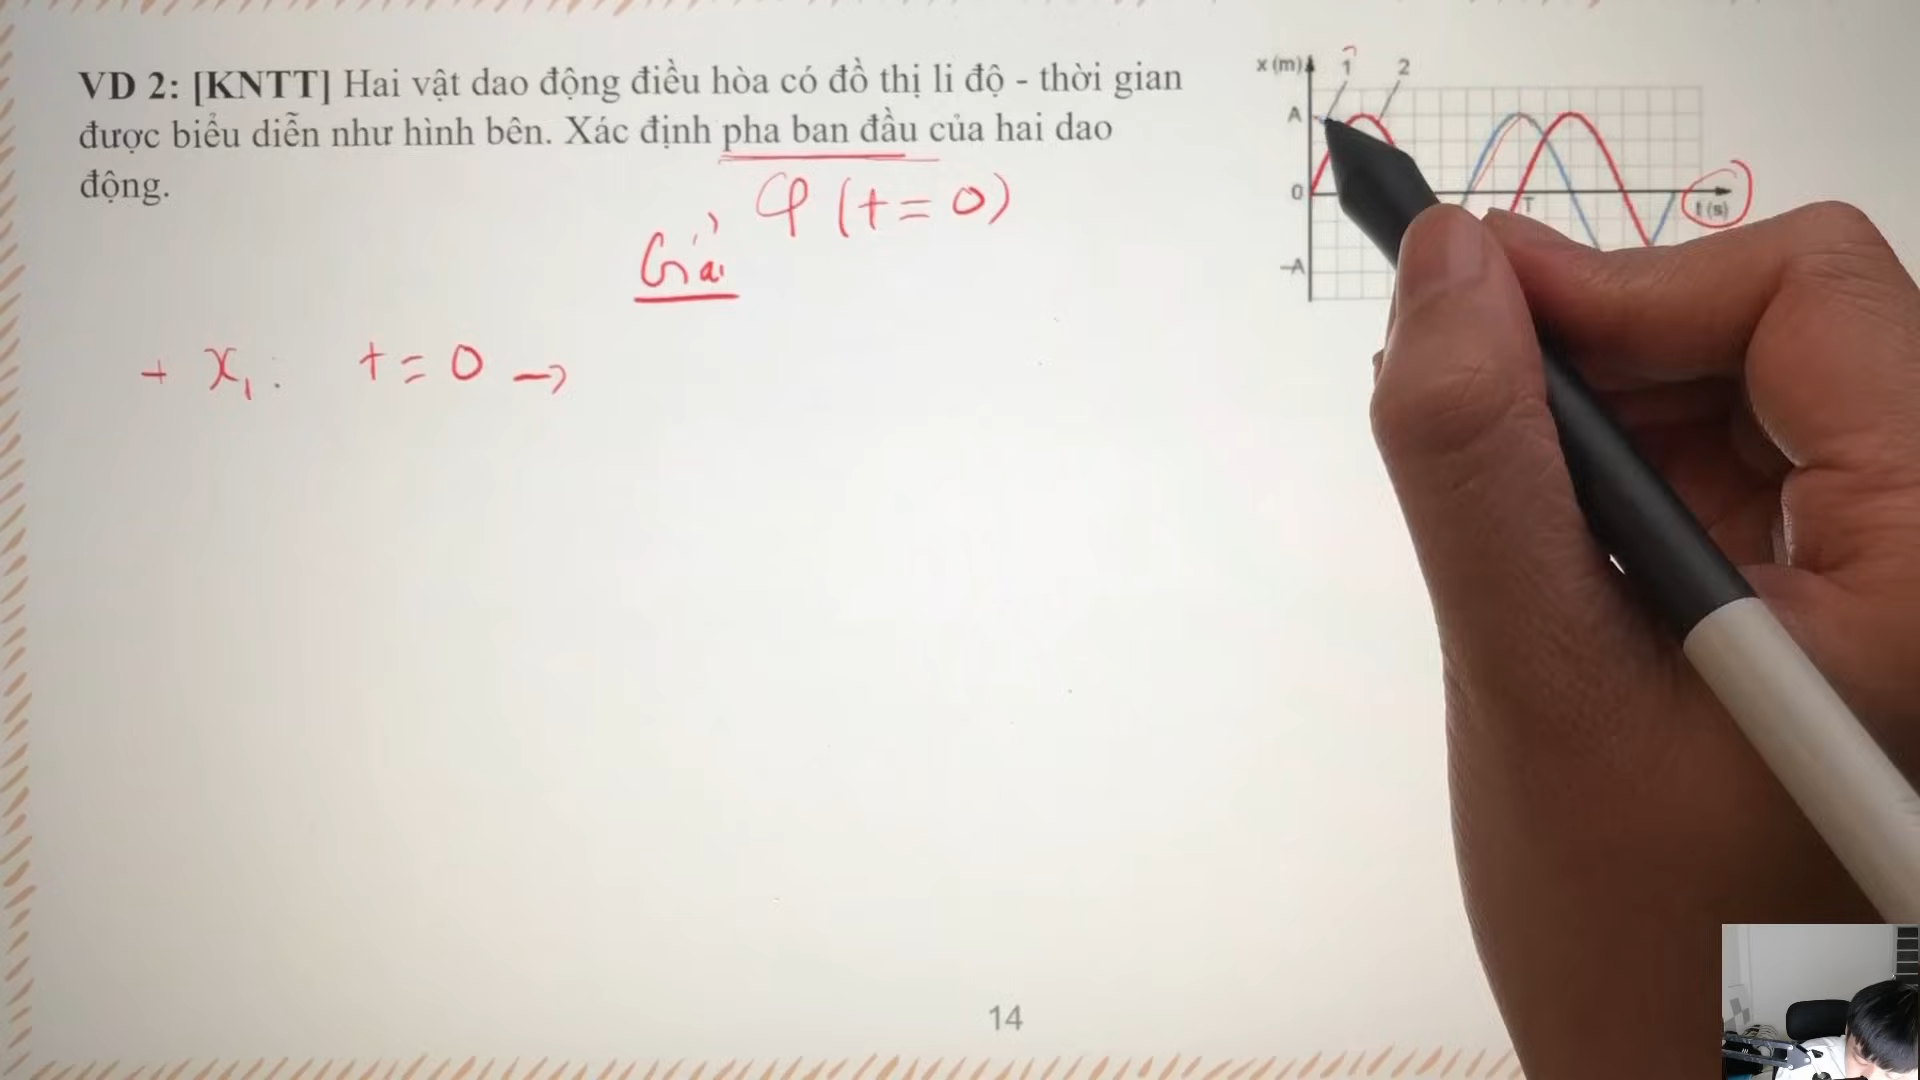 VD 2: [KNTT] Hai vật dao động điều hòa có đồ thị li độ - thời gian
được biểu diễn như hình bên. Xác định pha ban đầu của hai dao
động.
φ (t = 0)
Giải
+ x₁: t = 0 →
x (m)
1
2
A
0
T
t (s)
-A
14